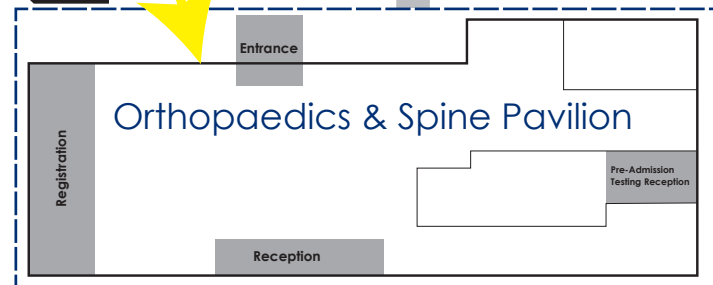 Entrance
Orthopaedics & Spine Pavilion
Registration
Pre-Admission
Testing Reception
Reception